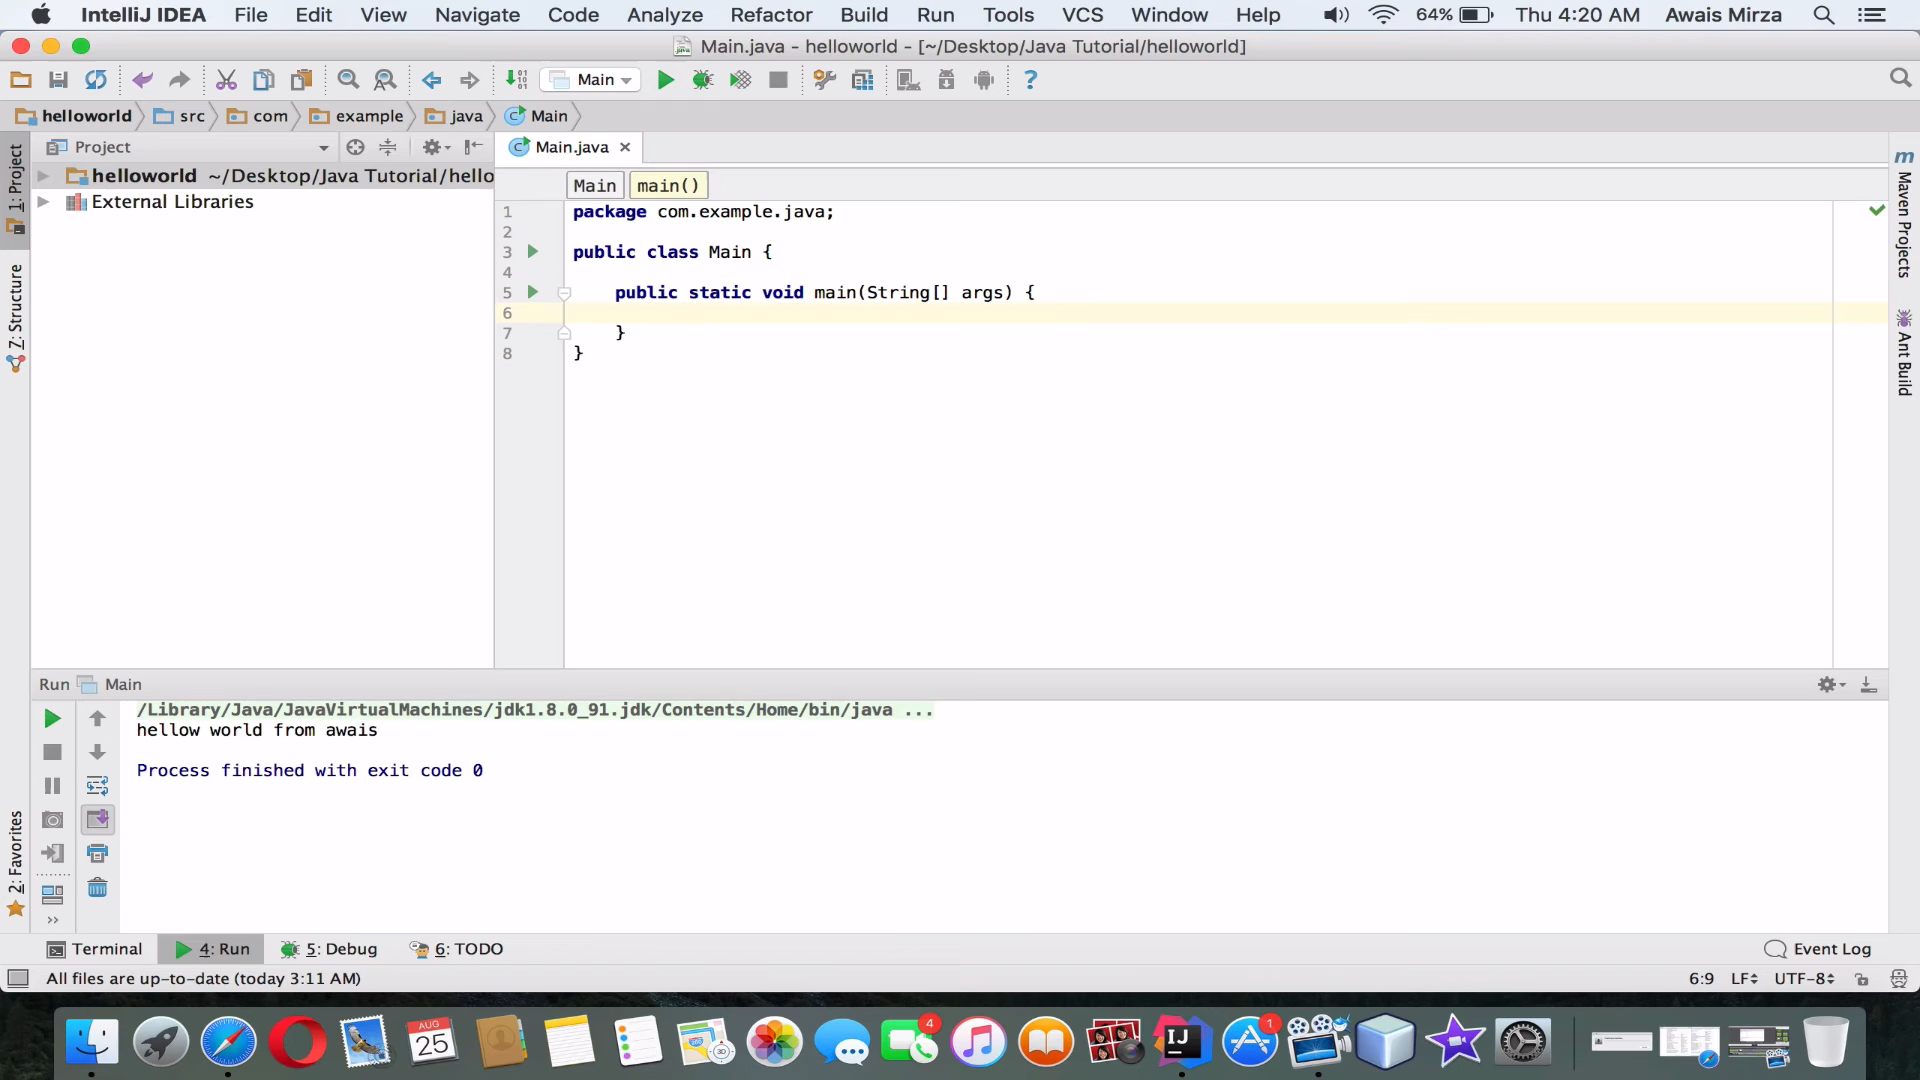 IntelliJ IDEA File Edit View Navigate Code Analyze Refactor Build Run Tools VCS Window Help 64% Thu 4:20 AM Awais Mirza
Main.java - helloworld - [~/Desktop/Java Tutorial/helloworld]
Main
helloworld src com example java Main
1: Project
Z: Structure
2: Favorites
Project
helloworld ~/Desktop/Java Tutorial/hello
External Libraries
Main.java
Main main()
1 package com.example.java;
2
3 public class Main {
4
5 public static void main(String[] args) {
6
7 }
8 }
Maven Projects
Ant Build
Run Main
/Library/Java/JavaVirtualMachines/jdk1.8.0_91.jdk/Contents/Home/bin/java ...
hellow world from awais
Process finished with exit code 0
Terminal 4: Run 5: Debug 6: TODO Event Log
All files are up-to-date (today 3:11 AM) 6:9 LF UTF-8
AUG
25
3D
4
IJ
1